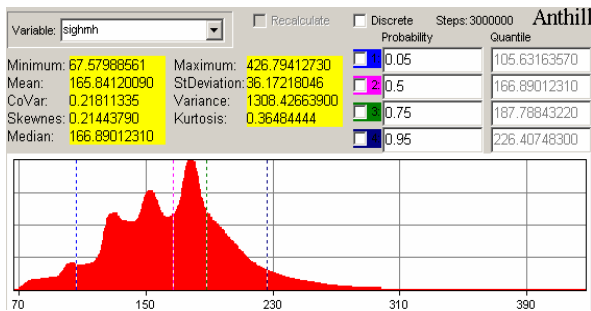 Variable: sighmh Recalculate Discrete Steps: 3000000 Anthill
Probability Quantile
Minimum: 67.57988561 Maximum: 426.79412730 1 0.05 105.63163570
Mean: 165.84120090 StDeviation: 36.17218046 2 0.5 166.89012310
CoVar: 0.21811335 Variance: 1308.42663900 3 0.75 187.78843220
Skewnes: 0.21443790 Kurtosis: 0.36484444 0.95 226.40748300
Median: 166.89012310
70 150 230 310 390